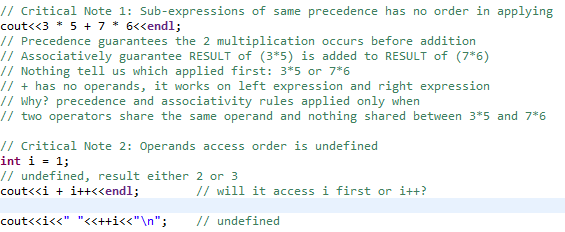 // Critical Note 1: Sub-expressions of same precedence has no order in applying
cout<<3 * 5 + 7 * 6<<endl;
// Precedence guarantees the 2 multiplication occurs before addition
// Associatively guarantee RESULT of (3*5) is added to RESULT of (7*6)
// Nothing tell us which applied first: 3*5 or 7*6
// + has no operands, it works on left expression and right expression
// Why? precedence and associativity rules applied only when
// two operators share the same operand and nothing shared between 3*5 and 7*6
// Critical Note 2: Operands access order is undefined
int i = 1;
// undefined, result either 2 or 3
cout<<i + i++<<endl; // will it access i first or i++?
cout<<i<<" "<<++i<<"\n"; // undefined